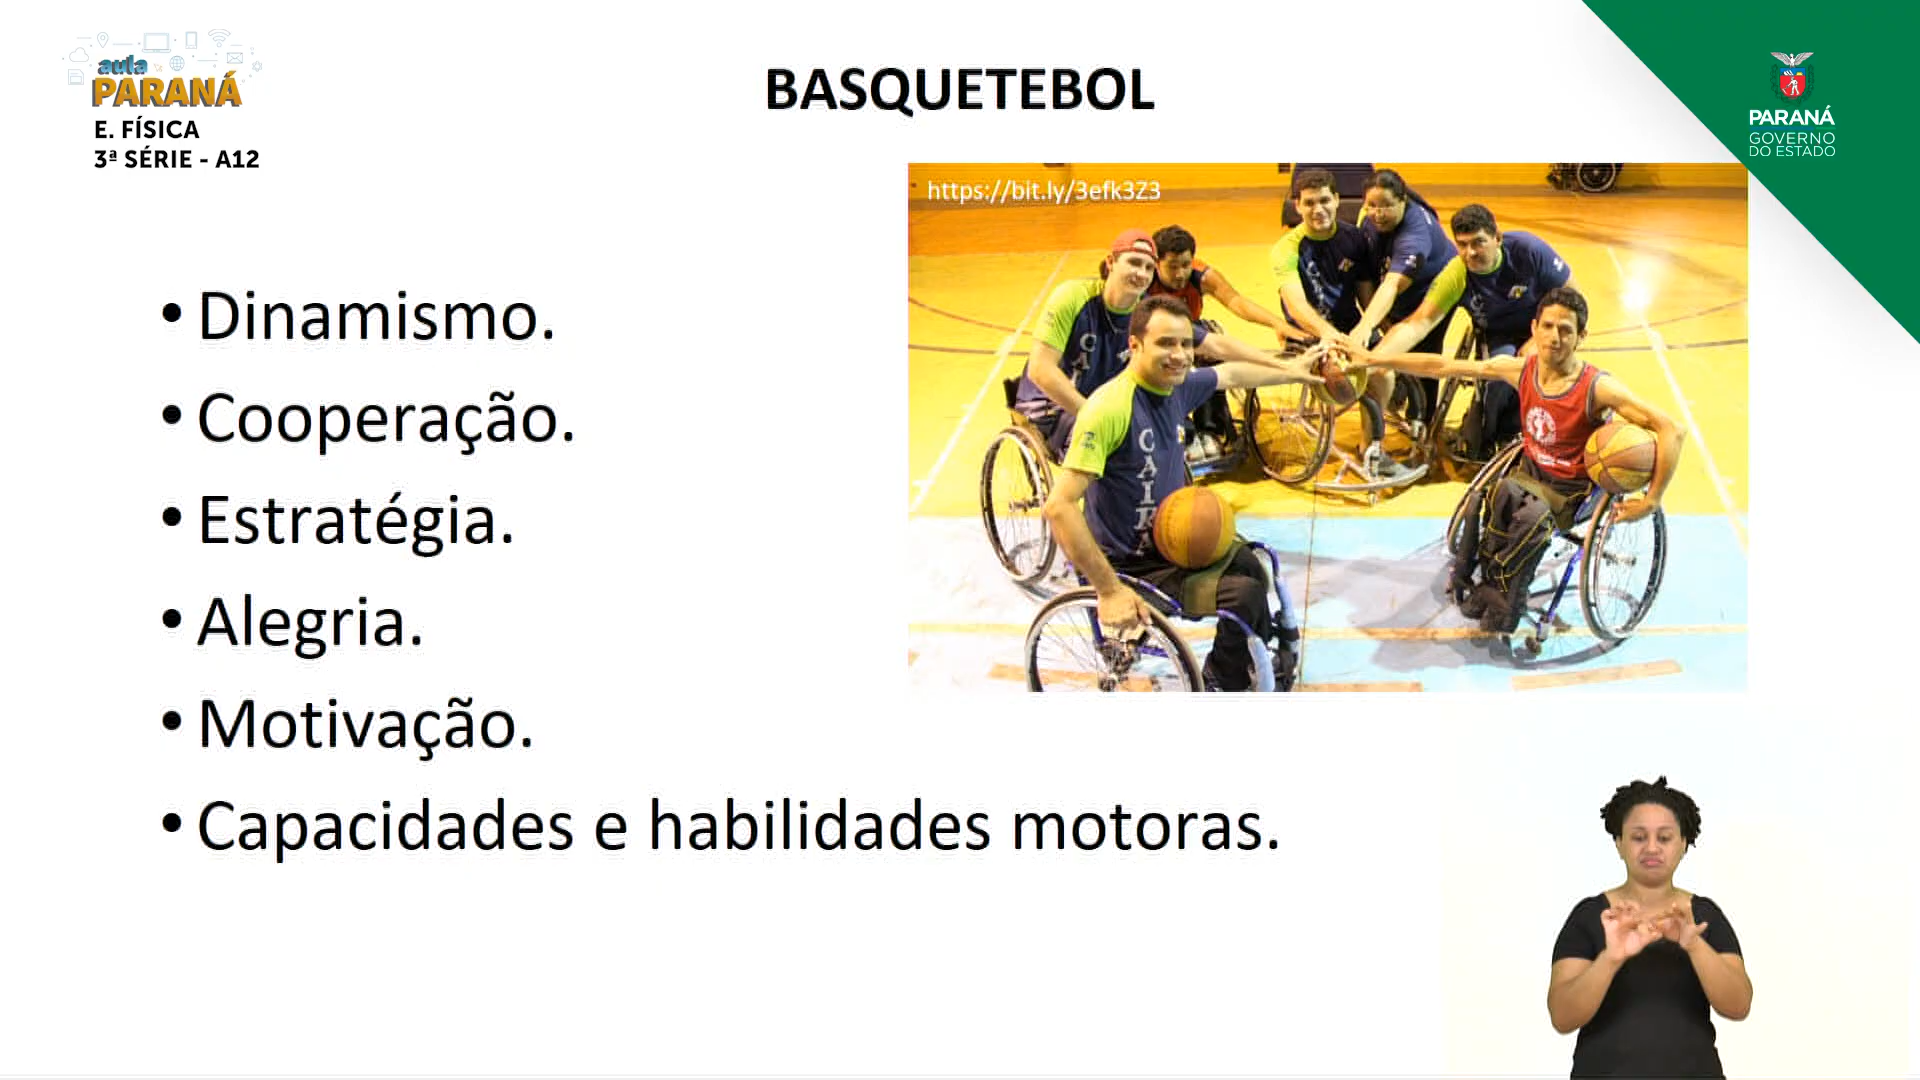 aula
PARANÁ
E. FÍSICA
3ª SÉRIE - A12
BASQUETEBOL
PARANÁ
GOVERNO
DO ESTADO
https://bit.ly/3efk3Z3
• Dinamismo.
• Cooperação.
• Estratégia.
• Alegria.
• Motivação.
• Capacidades e habilidades motoras.